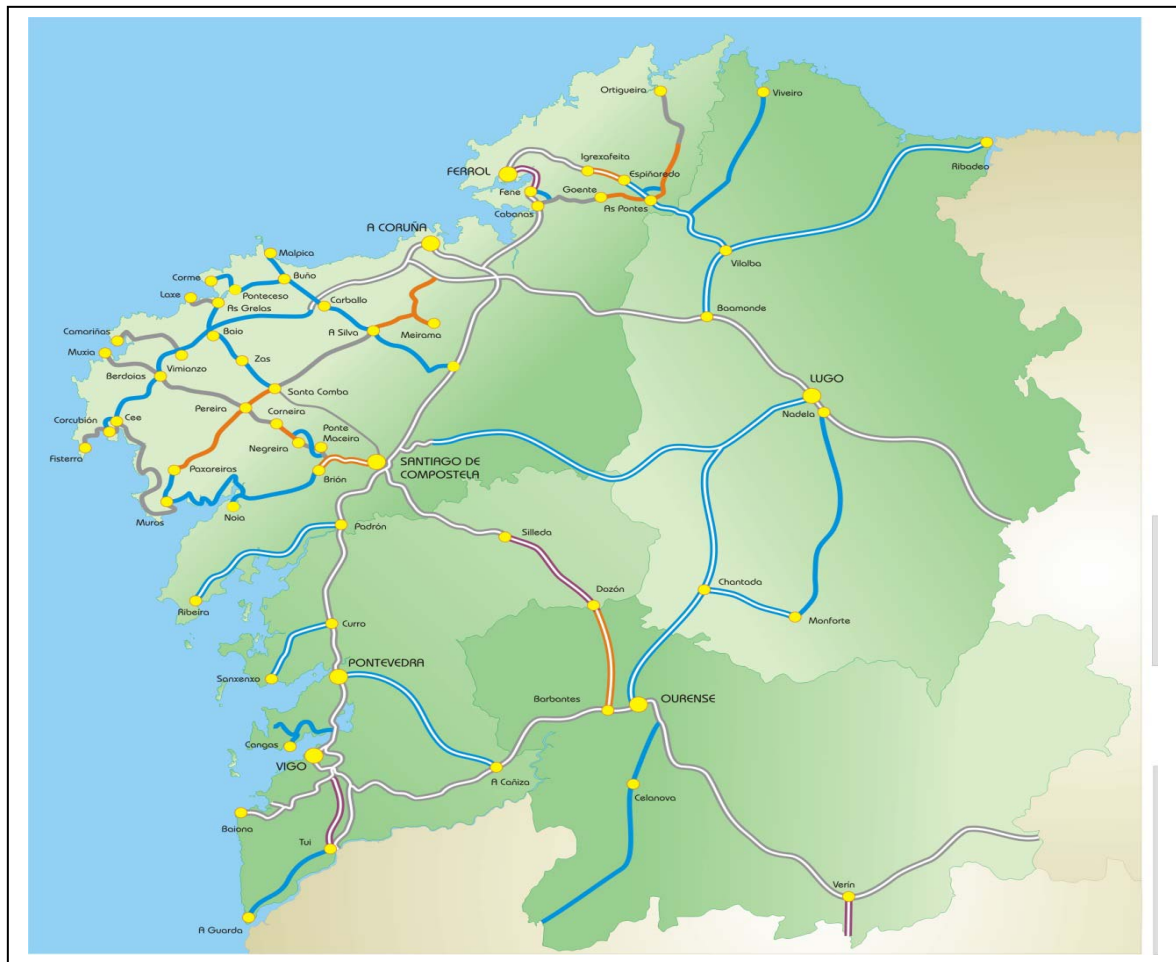 Ortigueira
Viveiro
Igrexafeita
Ribadeo
FERROL
Espiñaredo
Fene
Goente
As Pontes
Cabanas
A CORUÑA
Vilalba
Malpica
Corme
Buño
Ponteceso
Laxe
As Grelas
Carballo
Baamonde
Camariñas
Baio
A Silva
Meirama
Muxia
Zas
Vimianzo
Berdoias
LUGO
Santa Comba
Nadela
Pereira
Corneira
Corcubión
Cee
Ponte
Maceira
Negreira
Fisterra
SANTIAGO DE
COMPOSTELA
Paxareiras
Brión
Muros
Noia
Padrón
Silleda
Chantada
Dozón
Ribeira
Monforte
Curro
PONTEVEDRA
Sanxenxo
Barbantes
OURENSE
Cangas
VIGO
A Cañiza
Celanova
Baiona
Tui
Verín
A Guarda